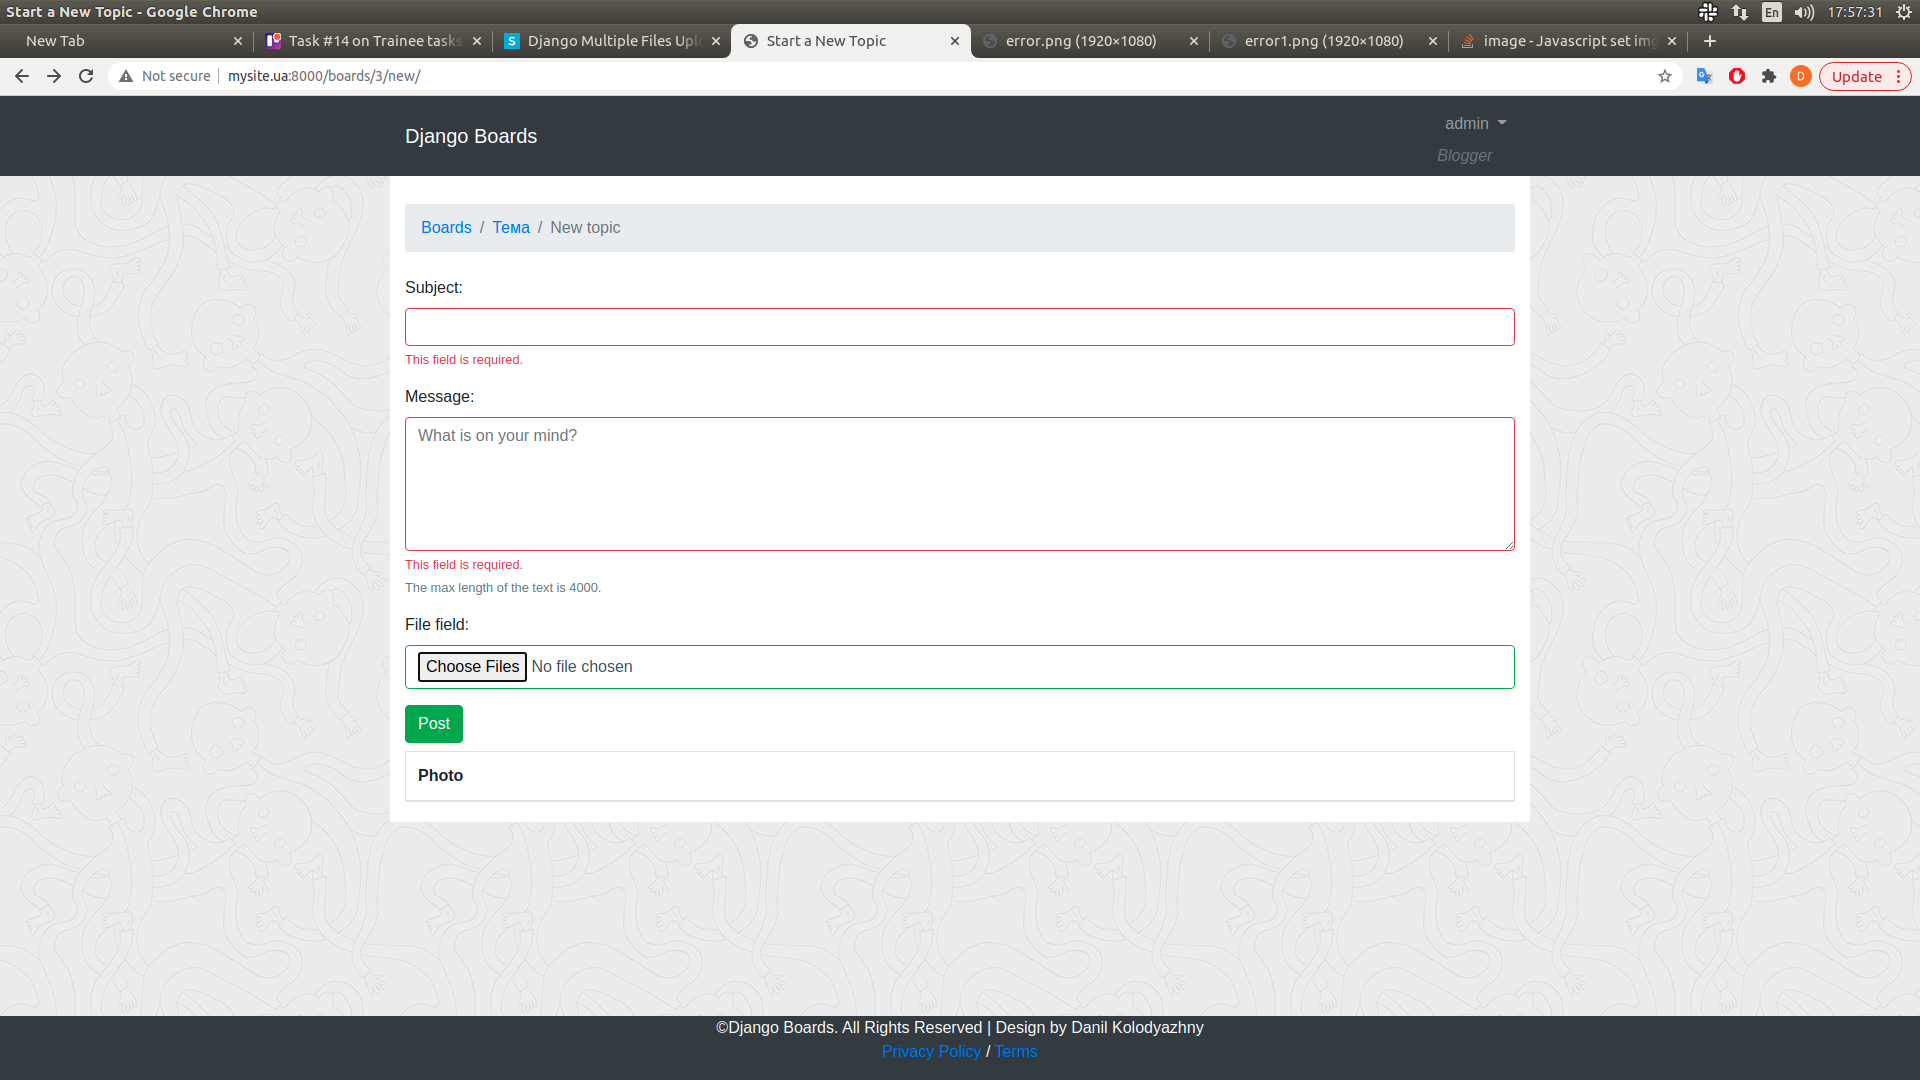 Start a New Topic - Google Chrome
En
17:57:31
New Tab
Task #14 on Trainee tasks
Django Multiple Files Uplo
Start a New Topic
error.png (1920×1080)
error1.png (1920×1080)
image - Javascript set img
Not secure
mysite.ua:8000/boards/3/new/
D
Update
Django Boards
admin
Blogger
Boards / Тема / New topic
Subject:
This field is required.
Message:
What is on your mind?
This field is required.
The max length of the text is 4000.
File field:
Choose Files No file chosen
Post
Photo
©Django Boards. All Rights Reserved | Design by Danil Kolodyazhny
Privacy Policy / Terms